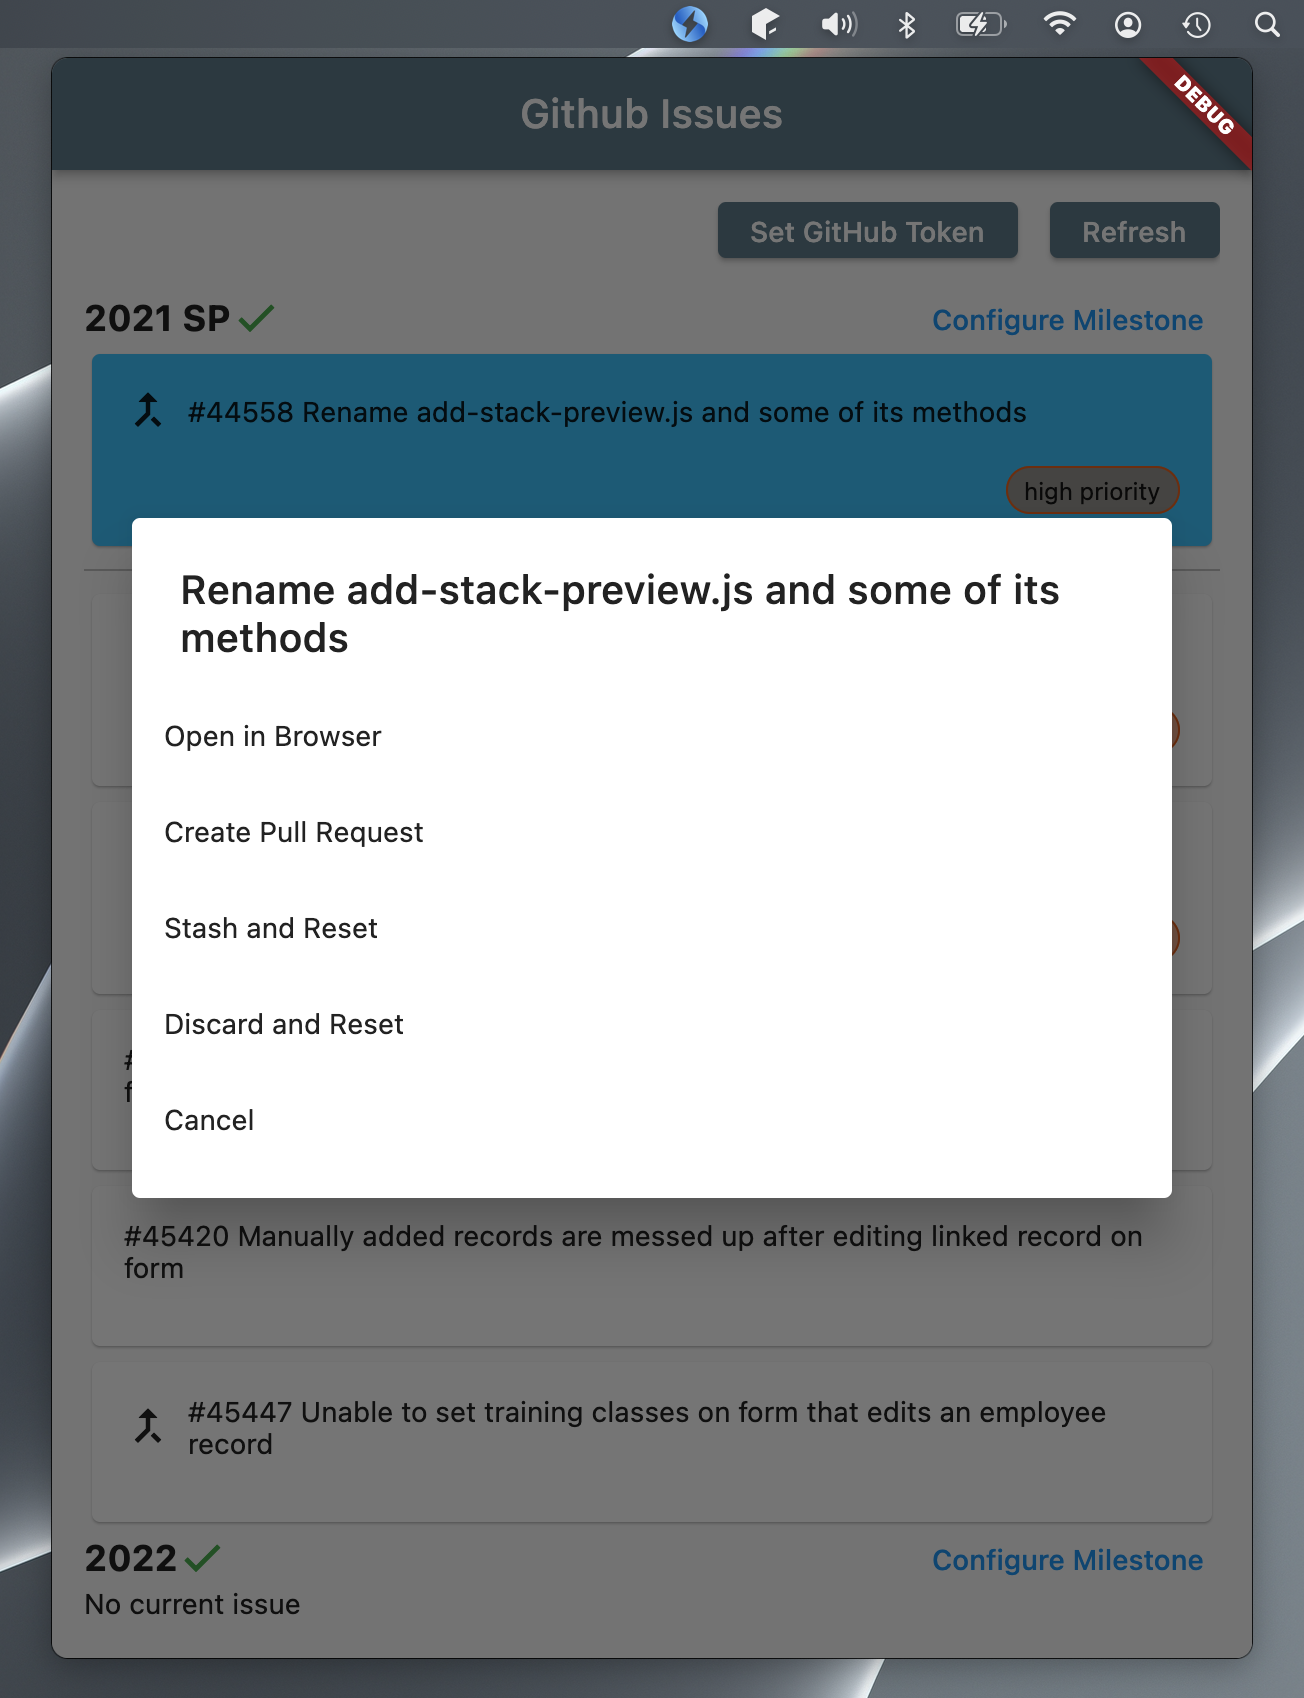 Github Issues
DEBUG
Set GitHub Token
Refresh
2021 SP
Configure Milestone
#44558 Rename add-stack-preview.js and some of its methods
high priority
Rename add-stack-preview.js and some of its
methods
Open in Browser
Create Pull Request
Stash and Reset
Discard and Reset
Cancel
#45420 Manually added records are messed up after editing linked record on
form
#45447 Unable to set training classes on form that edits an employee
record
2022
Configure Milestone
No current issue